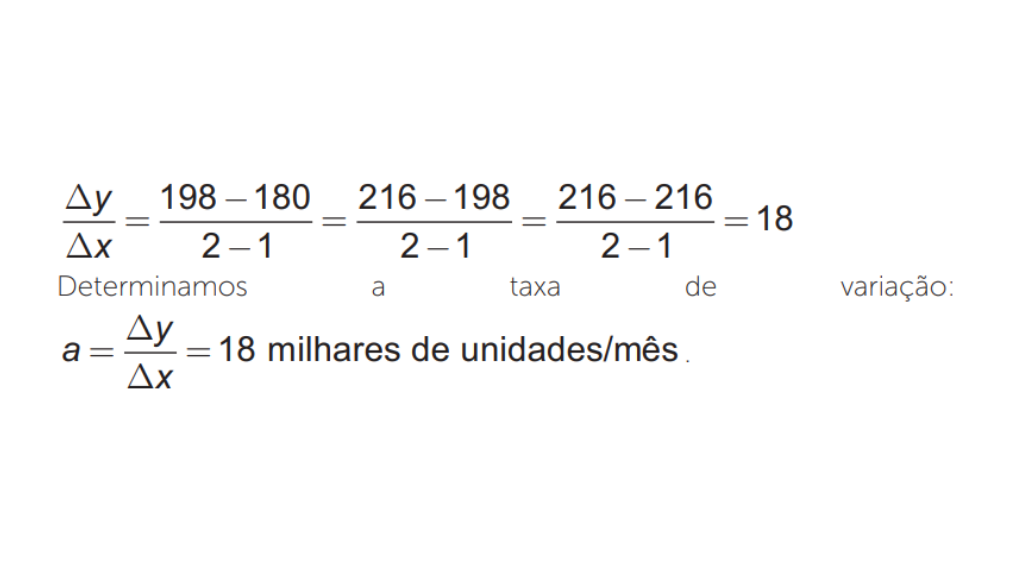 Δy/Δx = (198 – 180)/(2 – 1) = (216 – 198)/(2 – 1) = (216 – 216)/(2 – 1) = 18
Determinamos a taxa de variação:
a = Δy/Δx = 18 milhares de unidades/mês.